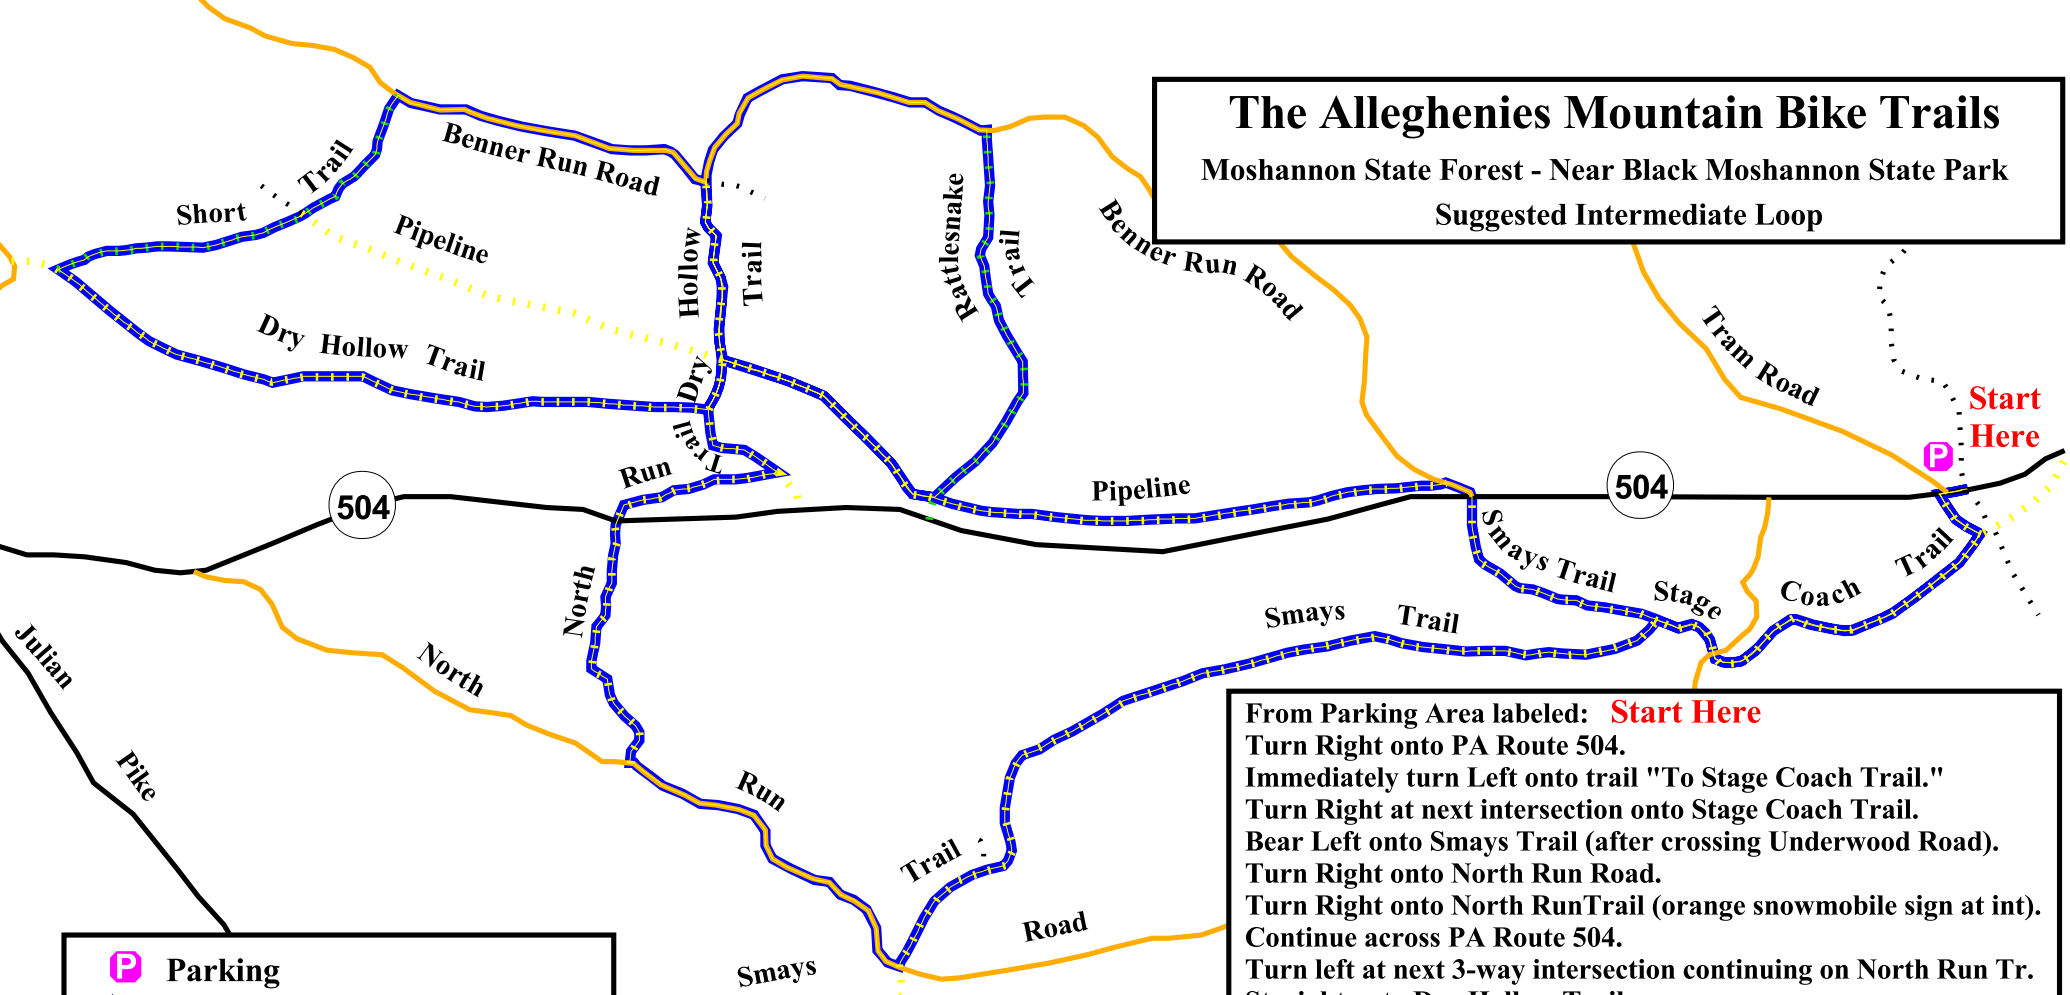 The Alleghenies Mountain Bike Trails
Moshannon State Forest - Near Black Moshannon State Park
Suggested Intermediate Loop
Benner Run Road
Short Trail
Pipeline
Dry Hollow Trail
Dry Hollow Trail
Rattlesnake Trail
Benner Run Road
Tram Road
Start
Here
P
504
504
North Run Trail
Pipeline
Smays Trail
Stage Coach Trail
Smays Trail
Julian Pike
North Run Road
Smays Trail
P Parking
From Parking Area labeled: Start Here
Turn Right onto PA Route 504.
Immediately turn Left onto trail "To Stage Coach Trail."
Turn Right at next intersection onto Stage Coach Trail.
Bear Left onto Smays Trail (after crossing Underwood Road).
Turn Right onto North Run Road.
Turn Right onto North RunTrail (orange snowmobile sign at int).
Continue across PA Route 504.
Turn left at next 3-way intersection continuing on North Run Tr.